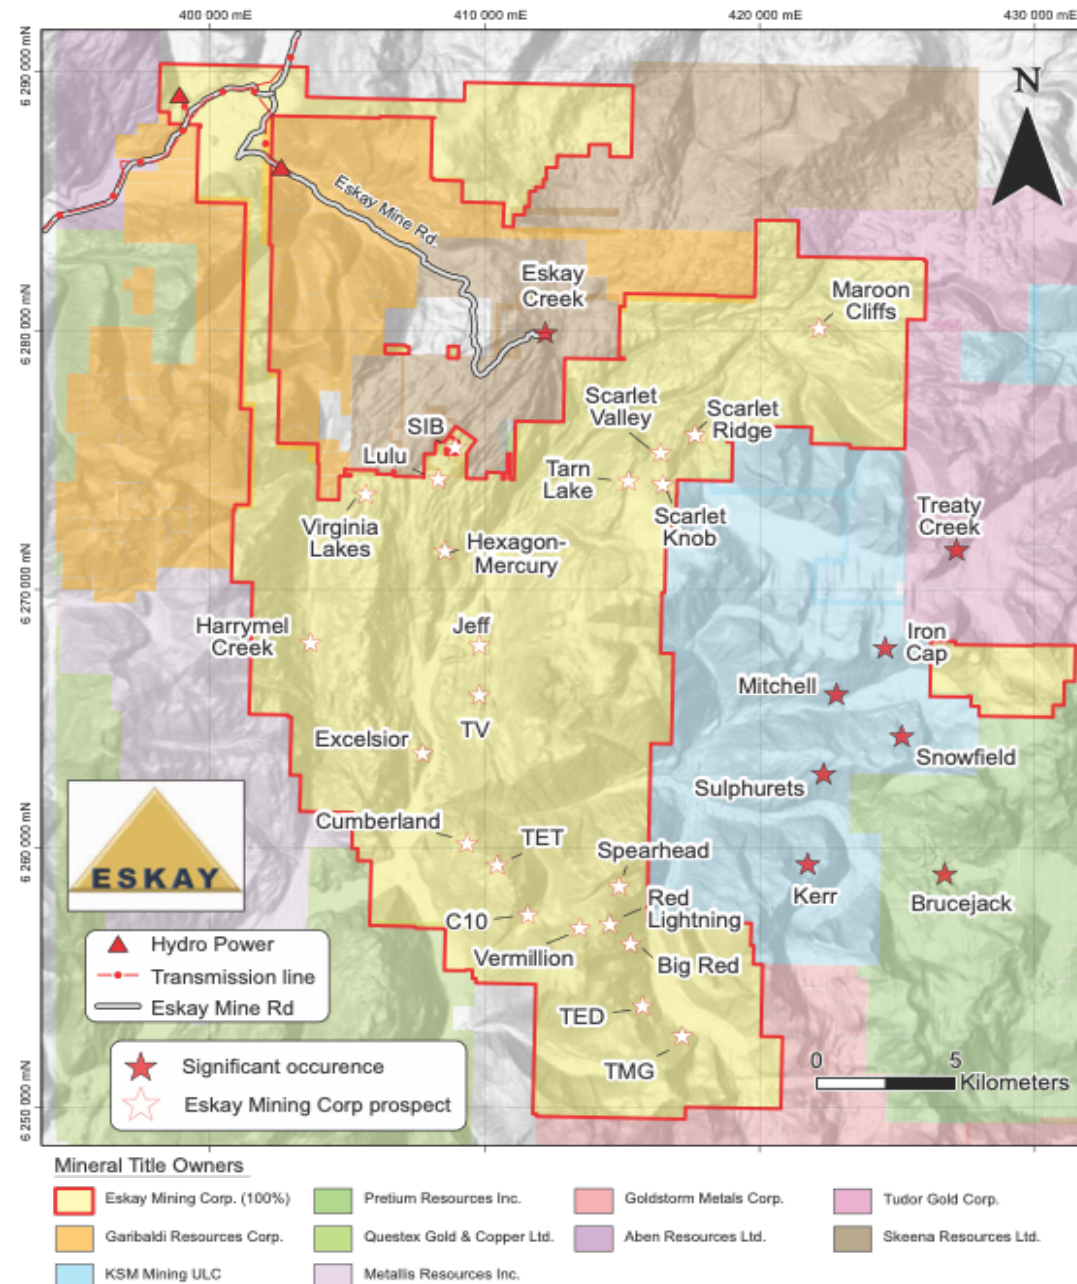 400 000 mE
410 000 mE
420 000 mE
430 000 mE
6 290 000 mN
6 280 000 mN
6 270 000 mN
6 260 000 mN
6 250 000 mN
N
Eskay Mine Rd.
Eskay
Creek
Maroon
Cliffs
Scarlet
Valley
Scarlet
Ridge
SIB
Lulu
Tarn
Lake
Scarlet
Knob
Virginia
Lakes
Hexagon-
Mercury
Treaty
Creek
Harrymel
Creek
Jeff
Iron
Cap
Mitchell
TV
Excelsior
Snowfield
Sulphurets
Cumberland
TET
Spearhead
Kerr
Brucejack
C10
Red
Lightning
Vermillion
Big Red
TED
TMG
ESKAY
Hydro Power
Transmission line
Eskay Mine Rd
Significant occurence
Eskay Mining Corp prospect
0 5
Kilometers
Mineral Title Owners
Eskay Mining Corp. (100%)
Pretium Resources Inc.
Goldstorm Metals Corp.
Tudor Gold Corp.
Garibaldi Resources Corp.
Questex Gold & Copper Ltd.
Aben Resources Ltd.
Skeena Resources Ltd.
KSM Mining ULC
Metallis Resources Inc.